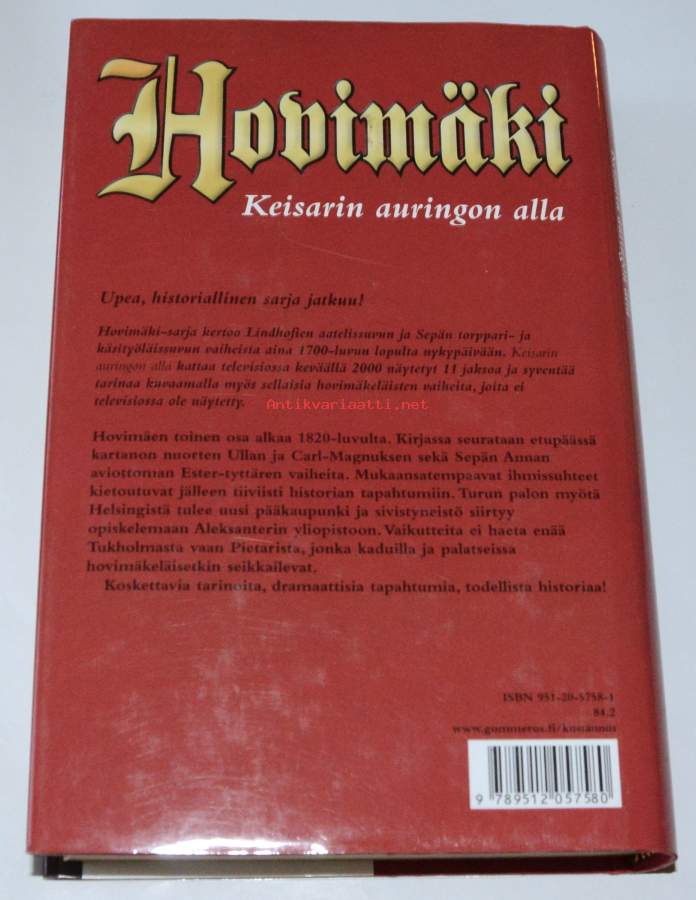 Hovimäki
Keisarin auringon alla
Upea, historiallinen sarja jatkuu!
Hovimäki-sarja kertoo Lindhofien aatelissuvun ja Sepän torppari- ja
käsityöläissuvun vaiheista aina 1700-luvun lopulta nykypäivään. Keisarin
auringon alla kattaa televisiossa keväällä 2000 näytetyt 11 jaksoa ja syventää
tarinaa kuvaamalla myös sellaisia hovimäkeläisten vaiheita, joita ei
televisiossa ole näytetty.
Antikvariaatti.net
Hovimäen toinen osa alkaa 1820-luvulta. Kirjassa seurataan etupäässä
kartanon nuorten Ullan ja Carl-Magnuksen sekä Sepän Annan
aviottoman Ester-tyttären vaiheita. Mukaansatempaavat ihmissuhteet
kietoutuvat jälleen tiiviisti historian tapahtumiin. Turun palon myötä
Helsingistä tulee uusi pääkaupunki ja sivistyneistö siirtyy
opiskelemaan Aleksanterin yliopistoon. Vaikutteita ei haeta enää
Tukholmasta vaan Pietarista, jonka kaduilla ja palatseissa
hovimäkeläisetkin seikkailevat.
Koskettavia tarinoita, dramaattisia tapahtumia, todellista historiaa!
ISBN 951-20-5758-1
84.2
www.gummerus.fi/kustannus
9 789512 057580